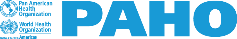 Pan American
Health
Organization
World Health
Organization
Americas
PAHO